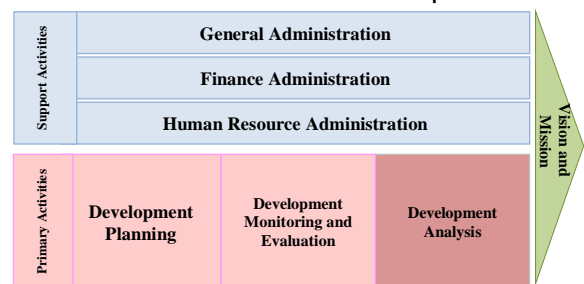 Support Activities
General Administration
Finance Administration
Human Resource Administration
Primary Activities
Development
Planning
Development
Monitoring and
Evaluation
Development
Analysis
Vision and
Mission